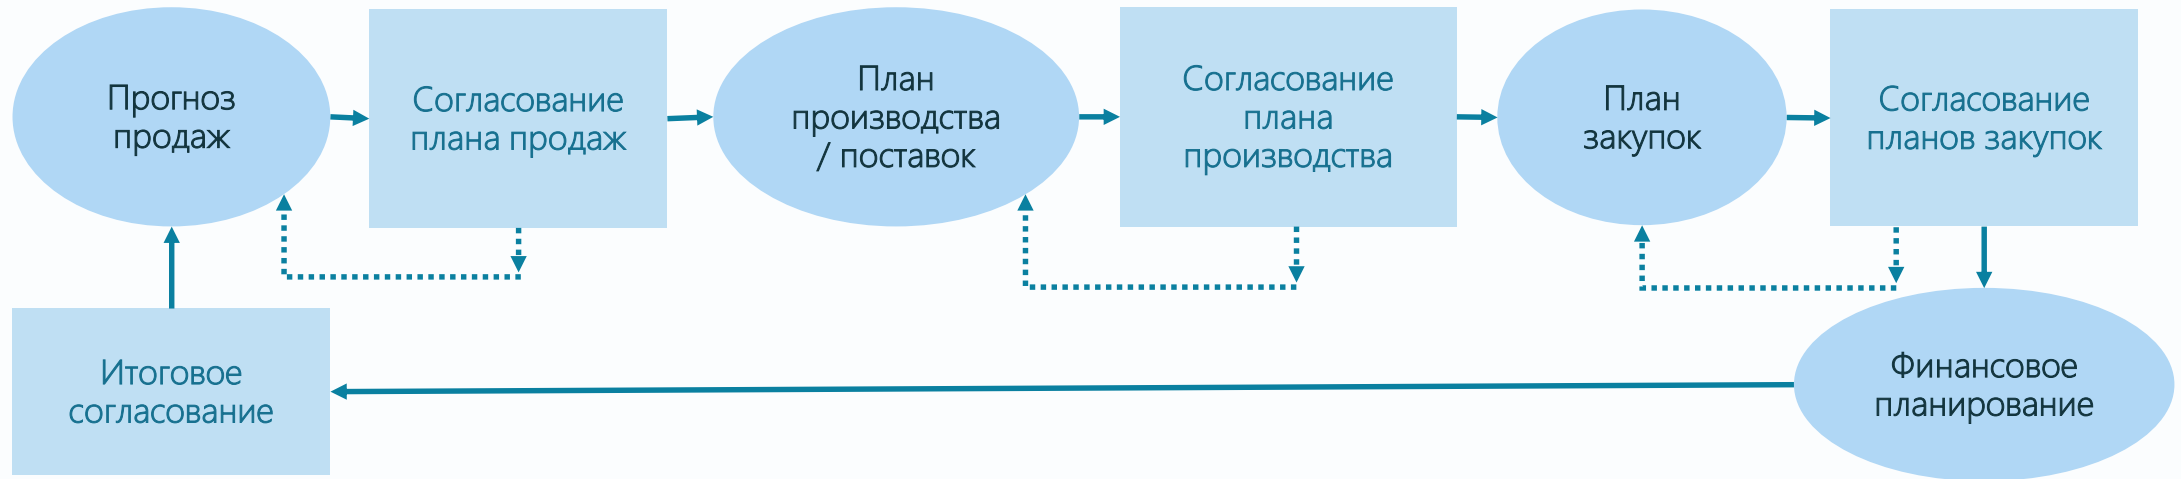 Прогноз
продаж
Согласование
плана продаж
План
производства
/ поставок
Согласование
плана
производства
План
закупок
Согласование
планов закупок
Итоговое
согласование
Финансовое
планирование